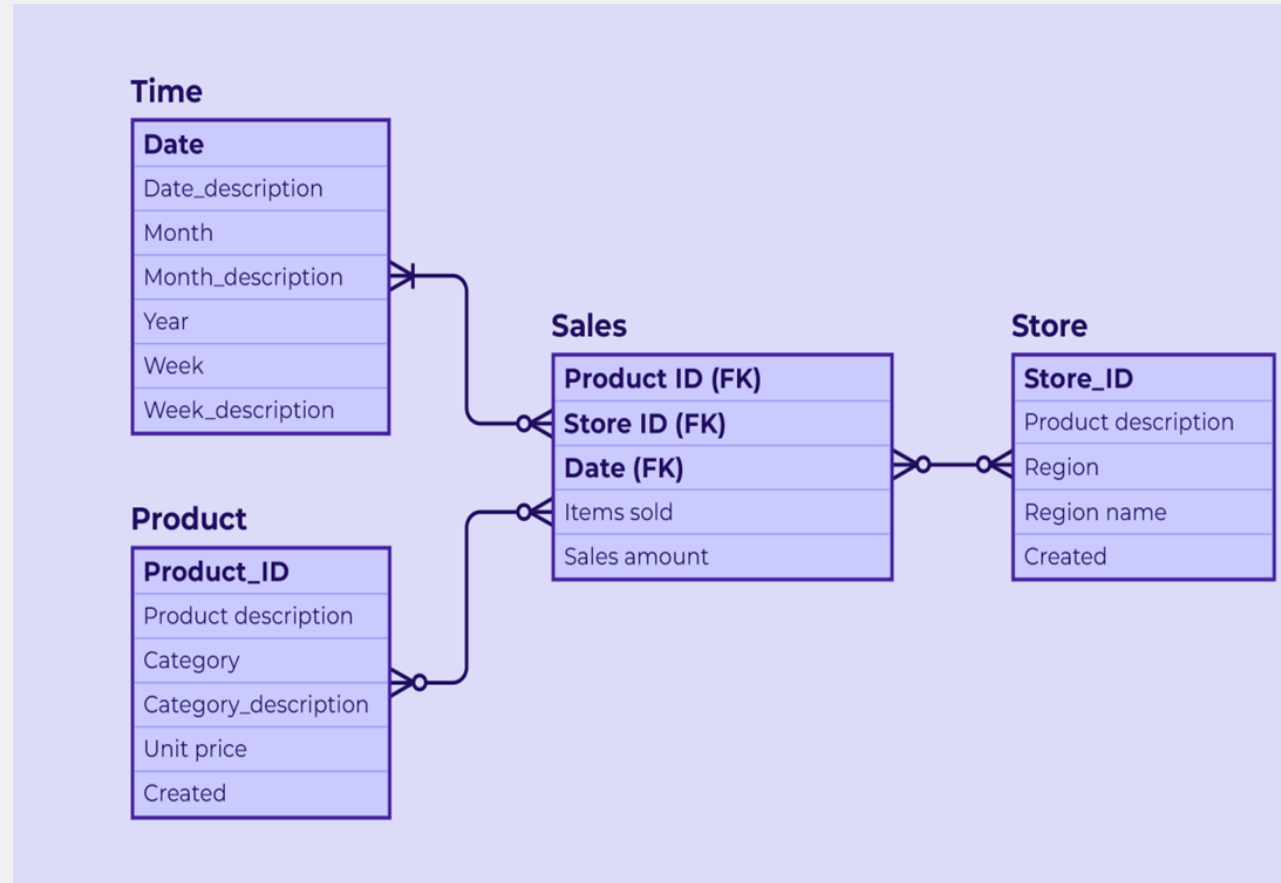 Time
Date
Date_description
Month
Month_description
Year
Week
Week_description
Product
Product_ID
Product description
Category
Category_description
Unit price
Created
Sales
Product ID (FK)
Store ID (FK)
Date (FK)
Items sold
Sales amount
Store
Store_ID
Product description
Region
Region name
Created